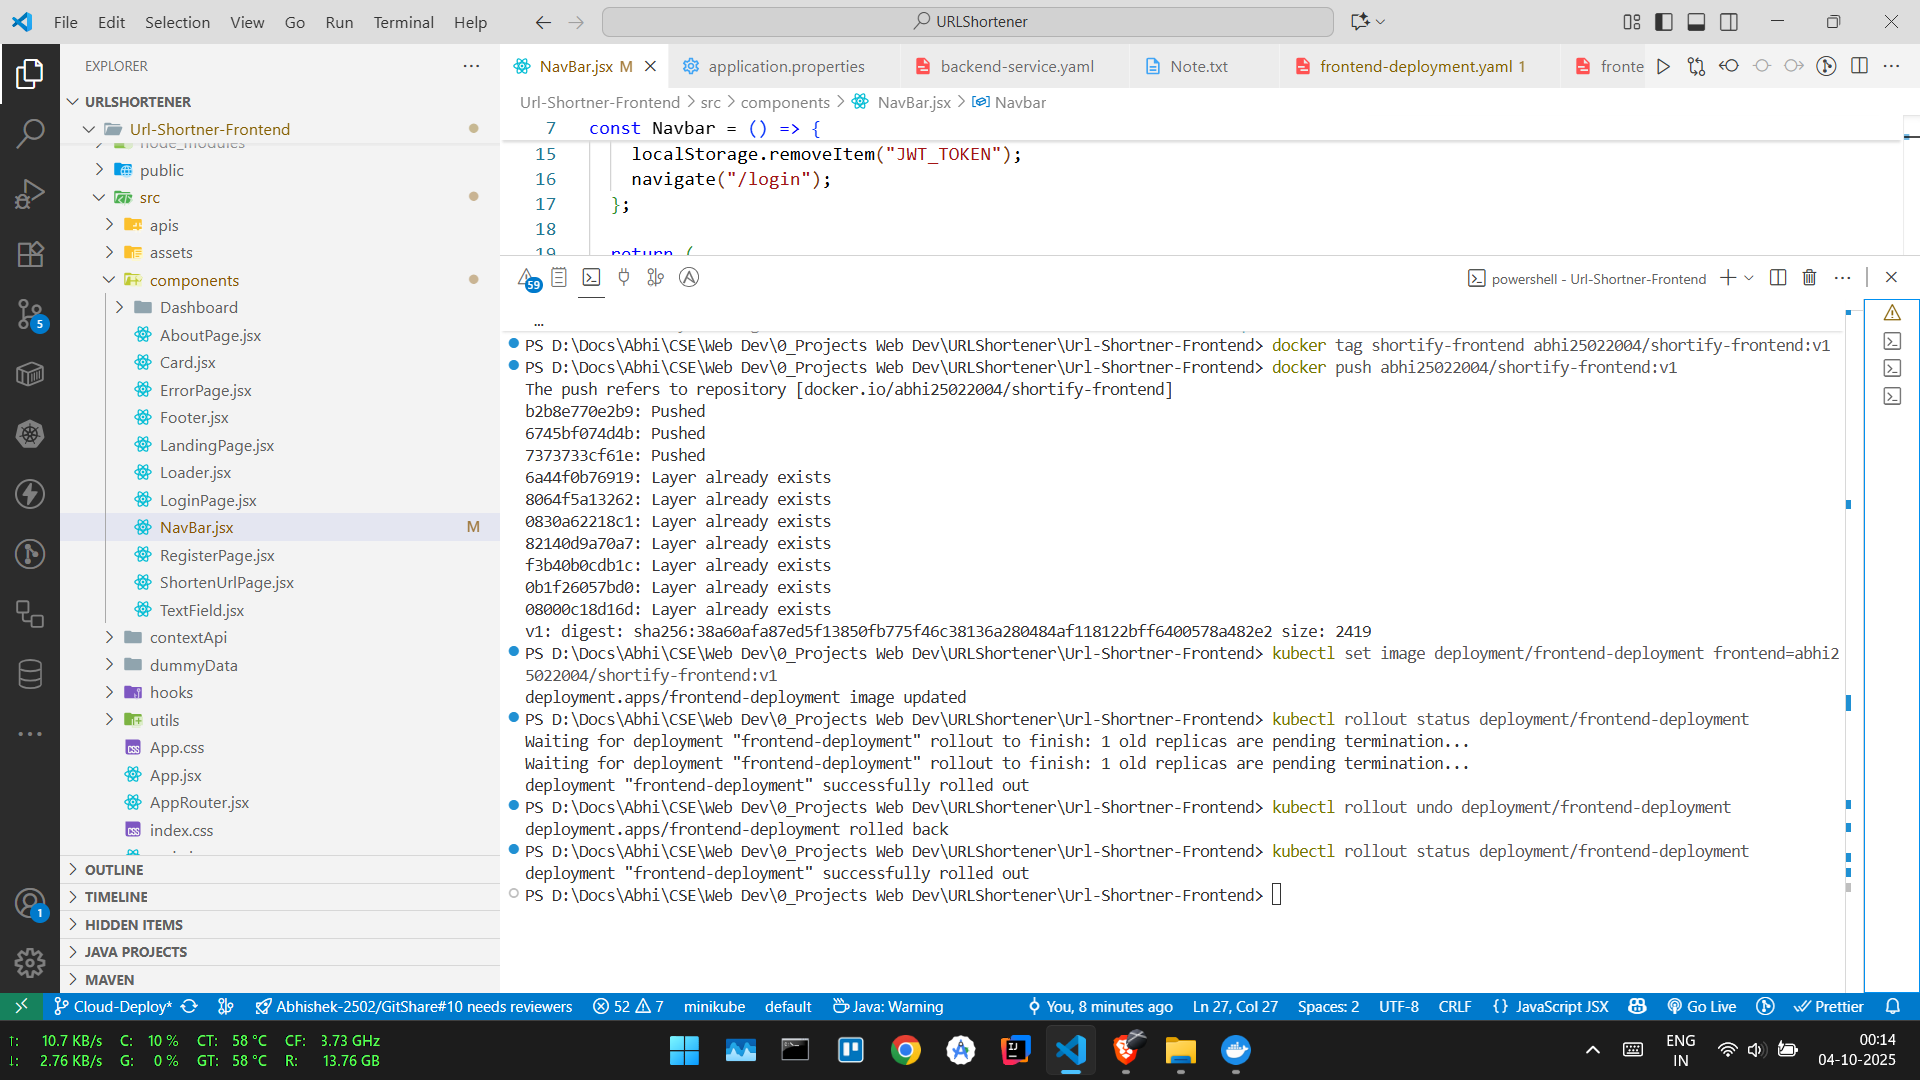 File Edit Selection View Go Run Terminal Help
URLShortener
EXPLORER
URLSHORTENER
Url-Shortner-Frontend
node_modules
public
src
apis
assets
components
Dashboard
AboutPage.jsx
Card.jsx
ErrorPage.jsx
Footer.jsx
LandingPage.jsx
Loader.jsx
LoginPage.jsx
NavBar.jsx M
RegisterPage.jsx
ShortenUrlPage.jsx
TextField.jsx
contextApi
dummyData
hooks
utils
App.css
App.jsx
AppRouter.jsx
index.css
OUTLINE
TIMELINE
HIDDEN ITEMS
JAVA PROJECTS
MAVEN
5
1
NavBar.jsx M application.properties backend-service.yaml Note.txt frontend-deployment.yaml 1 fronte
Url-Shortner-Frontend > src > components > NavBar.jsx > Navbar
7 const Navbar = () => {
15 localStorage.removeItem("JWT_TOKEN");
16 navigate("/login");
17 };
18
19 return (
59
powershell - Url-Shortner-Frontend
...
PS D:\Docs\Abhi\CSE\Web Dev\0_Projects Web Dev\URLShortener\Url-Shortner-Frontend> docker tag shortify-frontend abhi25022004/shortify-frontend:v1
PS D:\Docs\Abhi\CSE\Web Dev\0_Projects Web Dev\URLShortener\Url-Shortner-Frontend> docker push abhi25022004/shortify-frontend:v1
The push refers to repository [docker.io/abhi25022004/shortify-frontend]
b2b8e770e2b9: Pushed
6745bf074d4b: Pushed
7373733cf61e: Pushed
6a44f0b76919: Layer already exists
8064f5a13262: Layer already exists
0830a62218c1: Layer already exists
82140d9a70a7: Layer already exists
f3b40b0cdb1c: Layer already exists
0b1f26057bd0: Layer already exists
08000c18d16d: Layer already exists
v1: digest: sha256:38a60afa87ed5f13850fb775f46c38136a280484af118122bff6400578a482e2 size: 2419
PS D:\Docs\Abhi\CSE\Web Dev\0_Projects Web Dev\URLShortener\Url-Shortner-Frontend> kubectl set image deployment/frontend-deployment frontend=abhi2
5022004/shortify-frontend:v1
deployment.apps/frontend-deployment image updated
PS D:\Docs\Abhi\CSE\Web Dev\0_Projects Web Dev\URLShortener\Url-Shortner-Frontend> kubectl rollout status deployment/frontend-deployment
Waiting for deployment "frontend-deployment" rollout to finish: 1 old replicas are pending termination...
Waiting for deployment "frontend-deployment" rollout to finish: 1 old replicas are pending termination...
deployment "frontend-deployment" successfully rolled out
PS D:\Docs\Abhi\CSE\Web Dev\0_Projects Web Dev\URLShortener\Url-Shortner-Frontend> kubectl rollout undo deployment/frontend-deployment
deployment.apps/frontend-deployment rolled back
PS D:\Docs\Abhi\CSE\Web Dev\0_Projects Web Dev\URLShortener\Url-Shortner-Frontend> kubectl rollout status deployment/frontend-deployment
deployment "frontend-deployment" successfully rolled out
PS D:\Docs\Abhi\CSE\Web Dev\0_Projects Web Dev\URLShortener\Url-Shortner-Frontend>
Cloud-Deploy* Abhishek-2502/GitShare#10 needs reviewers 52 7 minikube default Java: Warning You, 8 minutes ago Ln 27, Col 27 Spaces: 2 UTF-8 CRLF {} JavaScript JSX Go Live Prettier
↑: 10.7 KB/s C: 10 % CT: 58 °C CF: 3.73 GHz
↓: 2.76 KB/s G: 0 % GT: 58 °C R: 13.76 GB
ENG
IN
00:14
04-10-2025